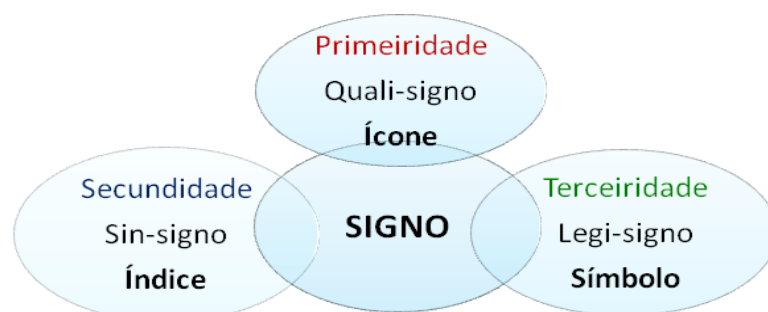 Primeiridade
Quali-signo
Ícone
Secundidade
Sin-signo
Índice
SIGNO
Terceiridade
Legi-signo
Símbolo